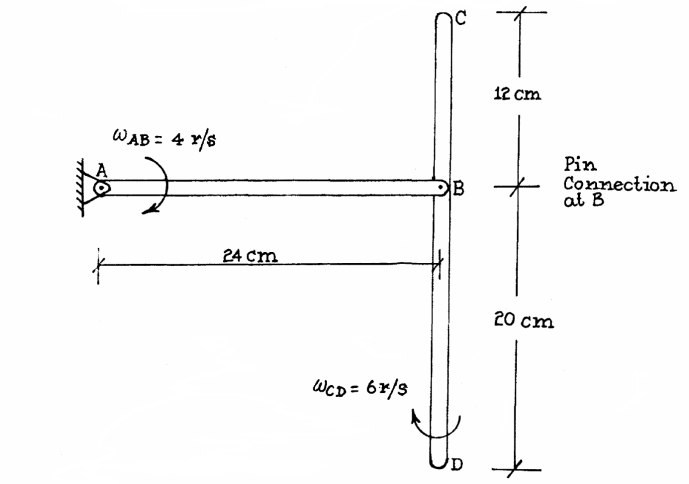 C
12 cm
ωAB = 4 r/s
A
B
Pin
Connection
at B
24 cm
20 cm
ωCD = 6 r/s
D